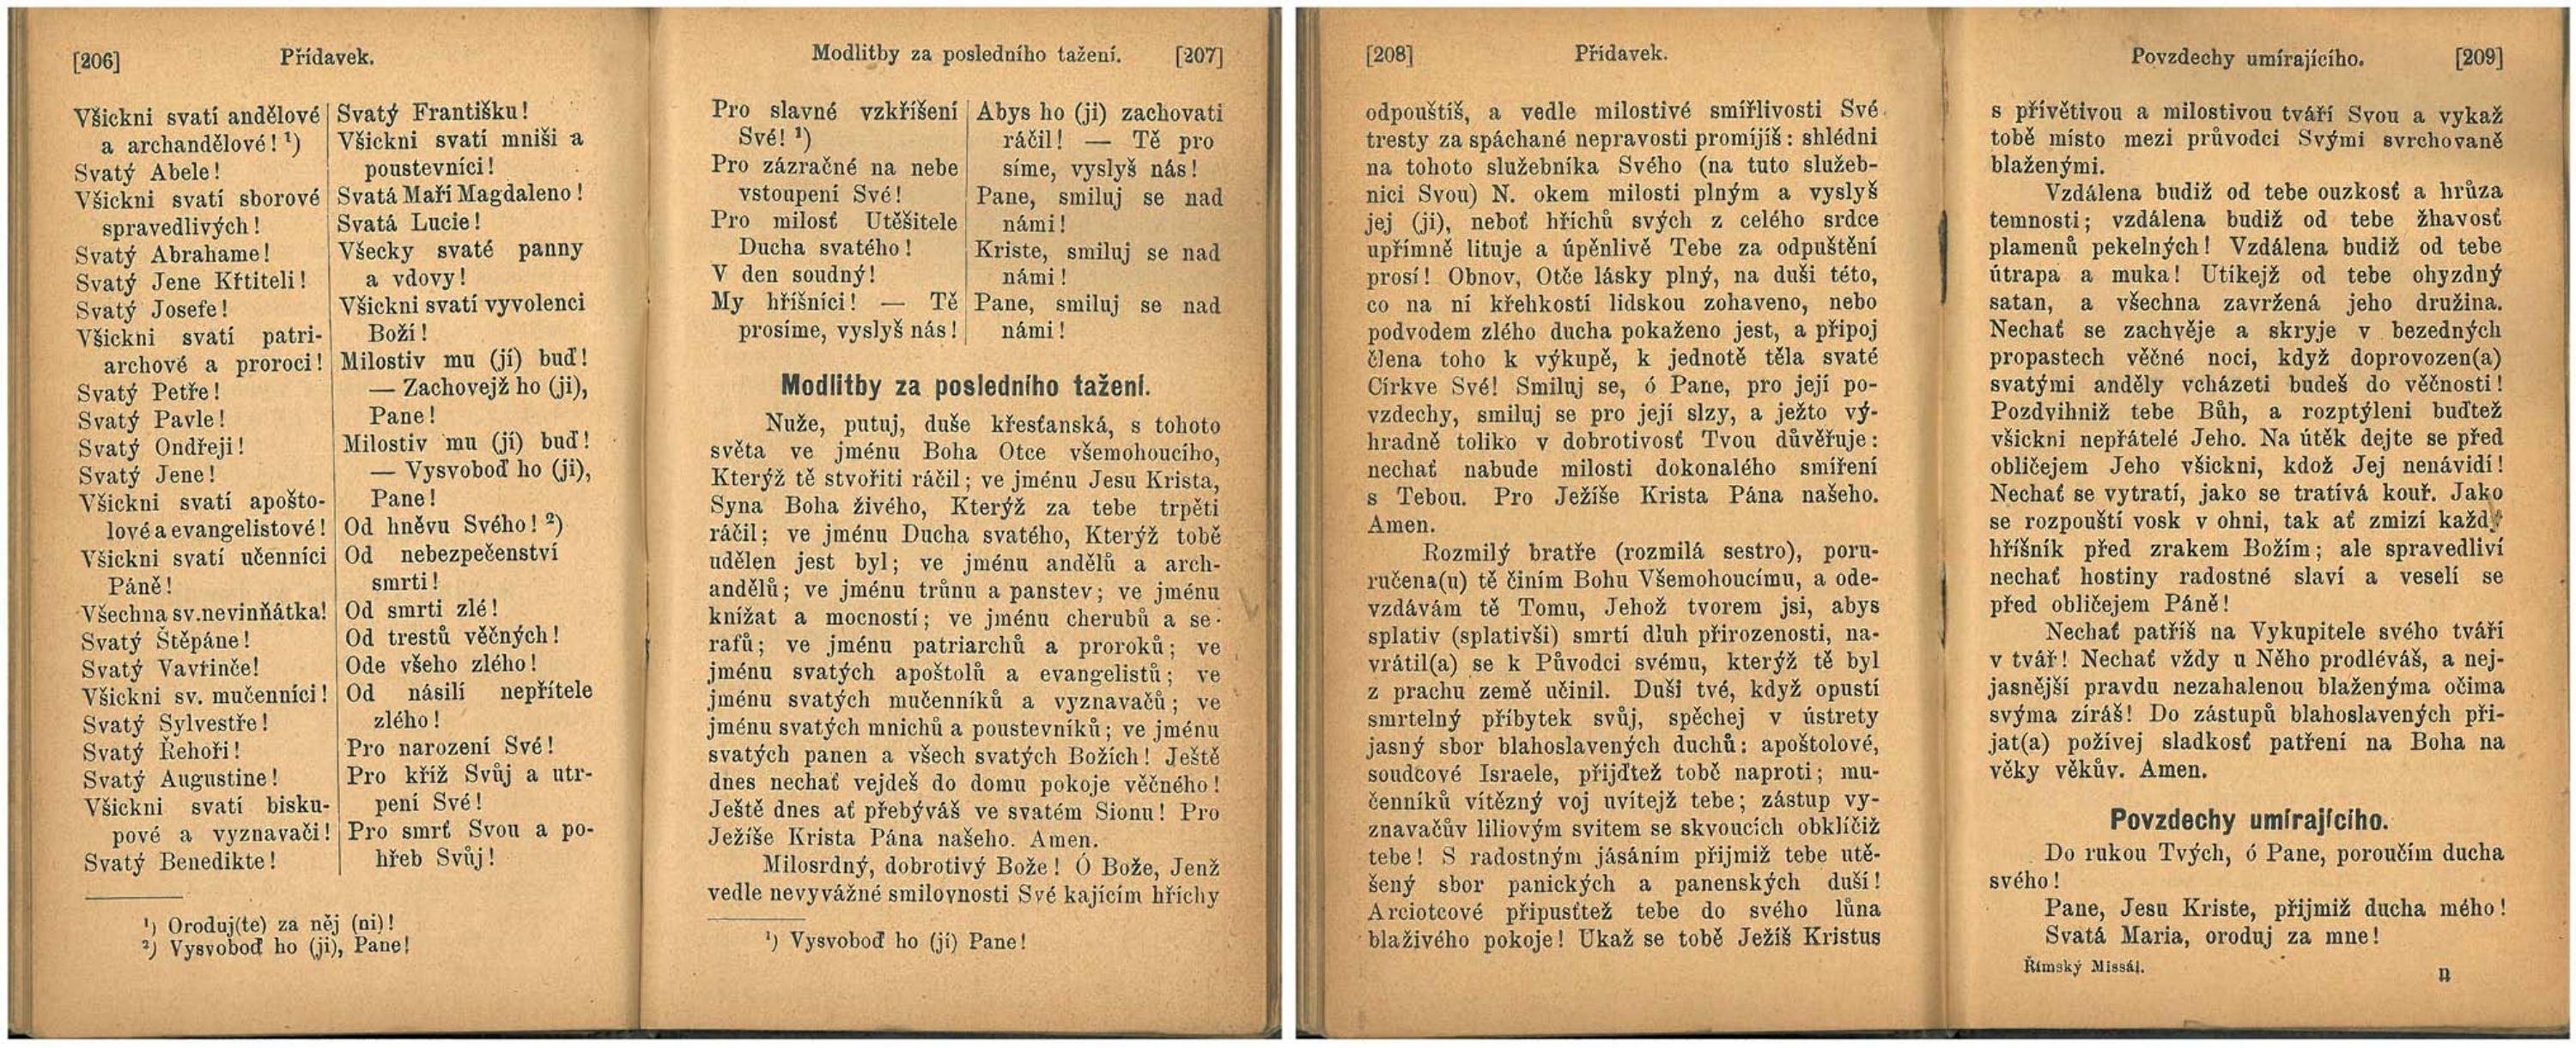 [206] Přídavek.
Všickni svatí andělové
a archandělové! ¹)
Svatý Abele!
Všickni svatí sborové
spravedlivých!
Svatý Abrahame!
Svatý Jene Křtiteli!
Svatý Josefe!
Všickni svatí patri-
archové a proroci!
Svatý Petře!
Svatý Pavle!
Svatý Ondřeji!
Svatý Jene!
Všickni svatí apošto-
lové a evangelistové!
Všickni svatí učenníci
Páně!
Všechna sv. nevinňátka!
Svatý Štěpáne!
Svatý Vavřinče!
Všickni sv. mučenníci!
Svatý Sylvestře!
Svatý Řehoři!
Svatý Augustine!
Všickni svatí bisku-
pové a vyznavači!
Svatý Benedikte!
Svatý Františku!
Všickni svatí mniši a
poustevníci!
Svatá Maří Magdaleno!
Svatá Lucie!
Všecky svaté panny
a vdovy!
Všickni svatí vyvolenci
Boží!
Milostiv mu (jí) buď!
— Zachovejž ho (ji),
Pane!
Milostiv mu (jí) buď!
— Vysvoboď ho (ji),
Pane!
Od hněvu Svého! ²)
Od nebezpečenství
smrti!
Od smrti zlé!
Od trestů věčných!
Ode všeho zlého!
Od násilí nepřítele
zlého!
Pro narození Své!
Pro kříž Svůj a utr-
pení Své!
Pro smrť Svou a po-
hřeb Svůj!
¹) Oroduj(te) za něj (ni)!
²) Vysvoboď ho (ji), Pane!
Modlitby za posledního tažení. [207]
Pro slavné vzkříšení
Své! ¹)
Pro zázračné na nebe
vstoupení Své!
Pro milosť Utěšitele
Ducha svatého!
V den soudný!
My hříšníci! — Tě
prosíme, vyslyš nás!
Abys ho (ji) zachovati
ráčil! — Tě pro
síme, vyslyš nás!
Pane, smiluj se nad
námi!
Kriste, smiluj se nad
námi!
Pane, smiluj se nad
námi!
Modlitby za posledního tažení.
Nuže, putuj, duše křesťanská, s tohoto
světa ve jménu Boha Otce všemohoucího,
Kterýž tě stvořiti ráčil; ve jménu Jesu Krista,
Syna Boha živého, Kterýž za tebe trpěti
ráčil; ve jménu Ducha svatého, Kterýž tobě
udělen jest byl; ve jménu andělů a arch-
andělů; ve jménu trůnu a panstev; ve jménu
knížat a mocností; ve jménu cherubů a se-
rafů; ve jménu patriarchů a proroků; ve
jménu svatých apoštolů a evangelistů; ve
jménu svatých mučenníků a vyznavačů; ve
jménu svatých mnichů a poustevníků; ve jménu
svatých panen a všech svatých Božích! Ještě
dnes nechať vejdeš do domu pokoje věčného!
Ještě dnes ať přebýváš ve svatém Sionu! Pro
Ježíše Krista Pána našeho. Amen.
Milosrdný, dobrotivý Bože! Ó Bože, Jenž
vedle nevyvážné smilovnosti Své kajícím hříchy
¹) Vysvoboď ho (jí) Pane!
[208] Přídavek.
odpouštíš, a vedle milostivé smířlivosti Své
tresty za spáchané nepravosti promíjíš: shlédni
na tohoto služebníka Svého (na tuto služeb-
nici Svou) N. okem milosti plným a vyslyš
jej (ji), neboť hříchů svých z celého srdce
upřímně lituje a úpěnlivě Tebe za odpuštění
prosí! Obnov, Otče lásky plný, na duši této,
co na ní křehkostí lidskou zohaveno, nebo
podvodem zlého ducha pokaženo jest, a připoj
člena toho k výkupě, k jednotě těla svaté
Církve Své! Smiluj se, ó Pane, pro její po-
vzdechy, smiluj se pro její slzy, a ježto vý-
hradně toliko v dobrotivosť Tvou důvěřuje:
nechať nabude milosti dokonalého smíření
s Tebou. Pro Ježíše Krista Pána našeho.
Amen.
Rozmilý bratře (rozmilá sestro), poru-
ručena(u) tě činím Bohu Všemohoucímu, a ode-
vzdávám tě Tomu, Jehož tvorem jsi, abys
splativ (splativši) smrtí dluh přirozenosti, na-
vrátil(a) se k Původci svému, kterýž tě byl
z prachu země učinil. Duši tvé, když opustí
smrtelný příbytek svůj, spěchej v ústrety
jasný sbor blahoslavených duchů: apoštolové,
soudcové Israele, přijďtež tobě naproti; mu-
čenníků vítězný voj uvítejž tebe; zástup vy-
znavačův liliovým svitem se skvoucích obklíčiž
tebe! S radostným jásáním přijmiž tebe utě-
šený sbor panických a panenských duší!
Arciotcové připusťtež tebe do svého lůna
blaživého pokoje! Ukaž se tobě Ježíš Kristus
Povzdechy umírajícího. [209]
s přívětivou a milostivou tváří Svou a vykaž
tobě místo mezi průvodci Svými svrchovaně
blaženými.
Vzdálena budiž od tebe ouzkosť a hrůza
temnosti; vzdálena budiž od tebe žhavosť
plamenů pekelných! Vzdálena budiž od tebe
útrapa a muka! Utíkejž od tebe ohyzdný
satan, a všechna zavržená jeho družina.
Nechať se zachvěje a skryje v bezedných
propastech věčné noci, když doprovozen(a)
svatými anděly vcházeti budeš do věčnosti!
Pozdvihniž tebe Bůh, a rozptýleni buďtež
všickni nepřátelé Jeho. Na útěk dejte se před
obličejem Jeho všickni, kdož Jej nenávidí!
Nechať se vytratí, jako se tratívá kouř. Jako
se rozpouští vosk v ohni, tak ať zmizí každý
hříšník před zrakem Božím; ale spravedliví
nechať hostiny radostné slaví a veselí se
před obličejem Páně!
Nechať patříš na Vykupitele svého tváří
v tvář! Nechať vždy u Něho prodléváš, a nej-
jasnější pravdu nezahalenou blaženýma očima
svýma zíráš! Do zástupů blahoslavených při-
jat(a) požívej sladkosť patření na Boha na
věky věkův. Amen.
Povzdechy umírajícího.
Do rukou Tvých, ó Pane, poroučím ducha
svého!
Pane, Jesu Kriste, přijmiž ducha mého!
Svatá Maria, oroduj za mne!
Římský Missál.